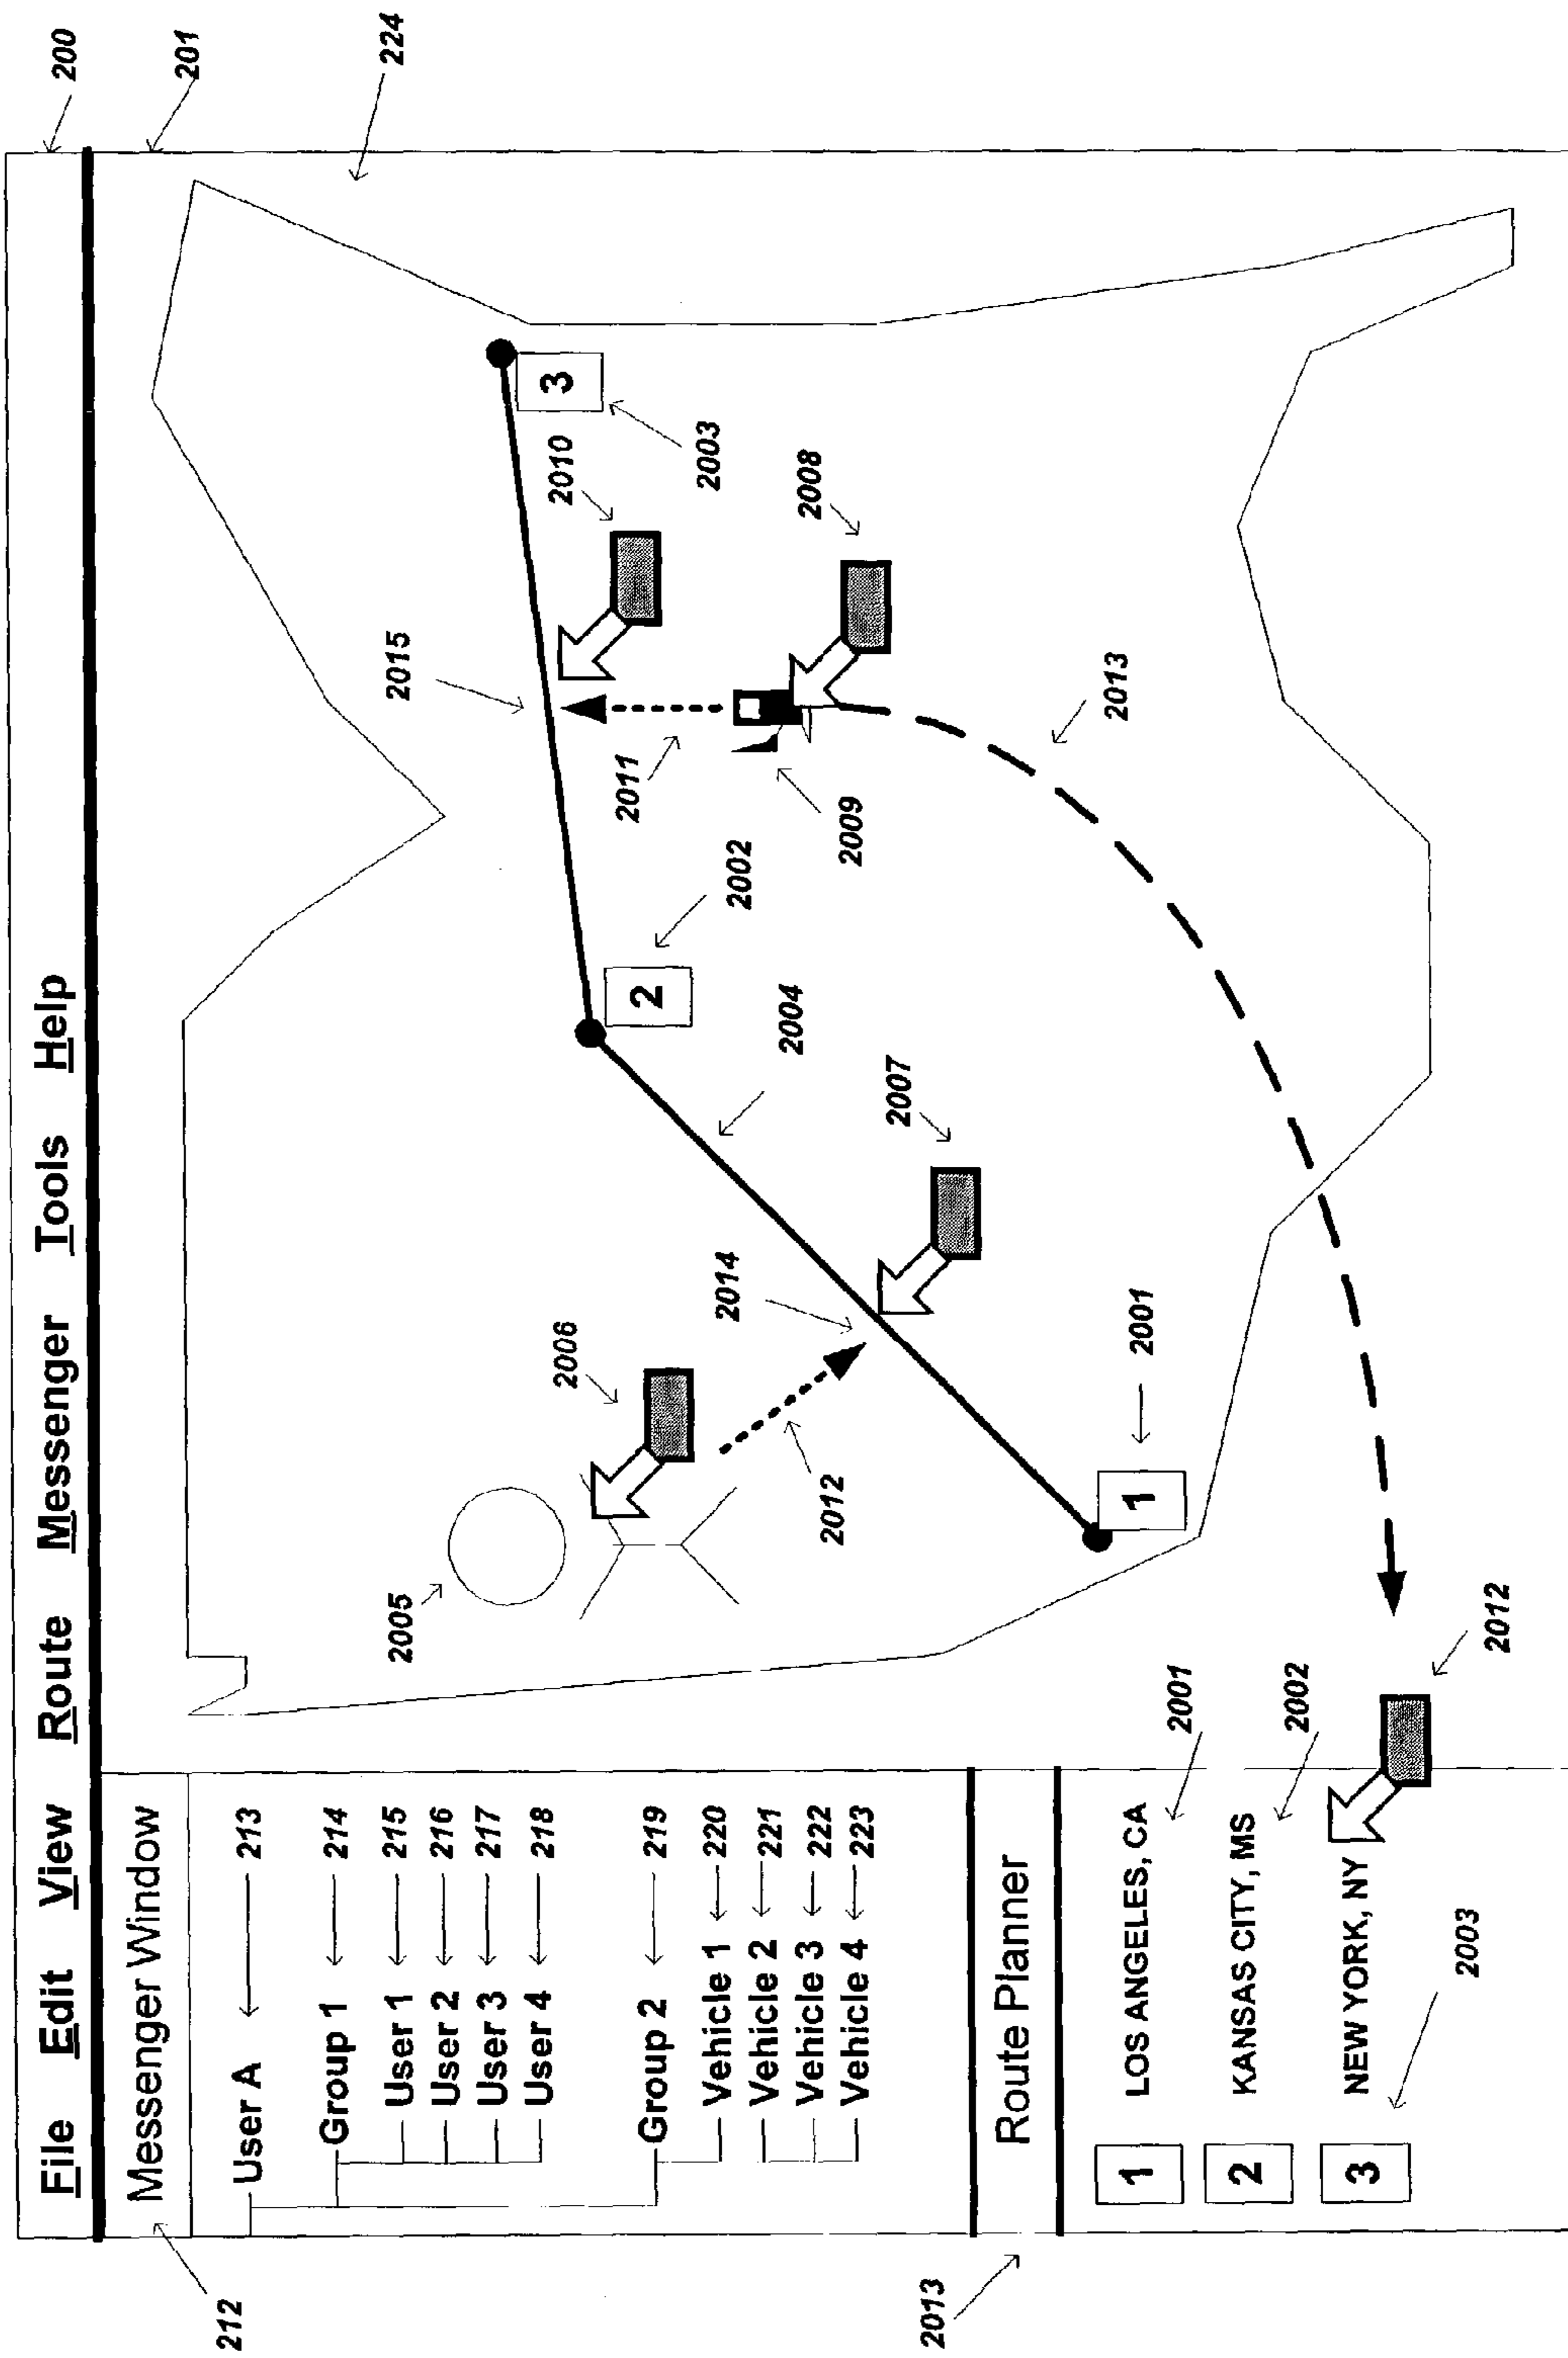 File Edit View Route Messenger Tools Help
200
201
224
Messenger Window
212
User A 213
Group 1 214
User 1 215
User 2 216
User 3 217
User 4 218
Group 2 219
Vehicle 1 220
Vehicle 2 221
Vehicle 3 222
Vehicle 4 223
2013
Route Planner
1 LOS ANGELES, CA 2001
2 KANSAS CITY, MS 2002
3 NEW YORK, NY
2003
2012
2005
2006
2012
2014
2007
1
2001
2004
2
2002
2015
2011
2009
2010
2008
3
2003
2013